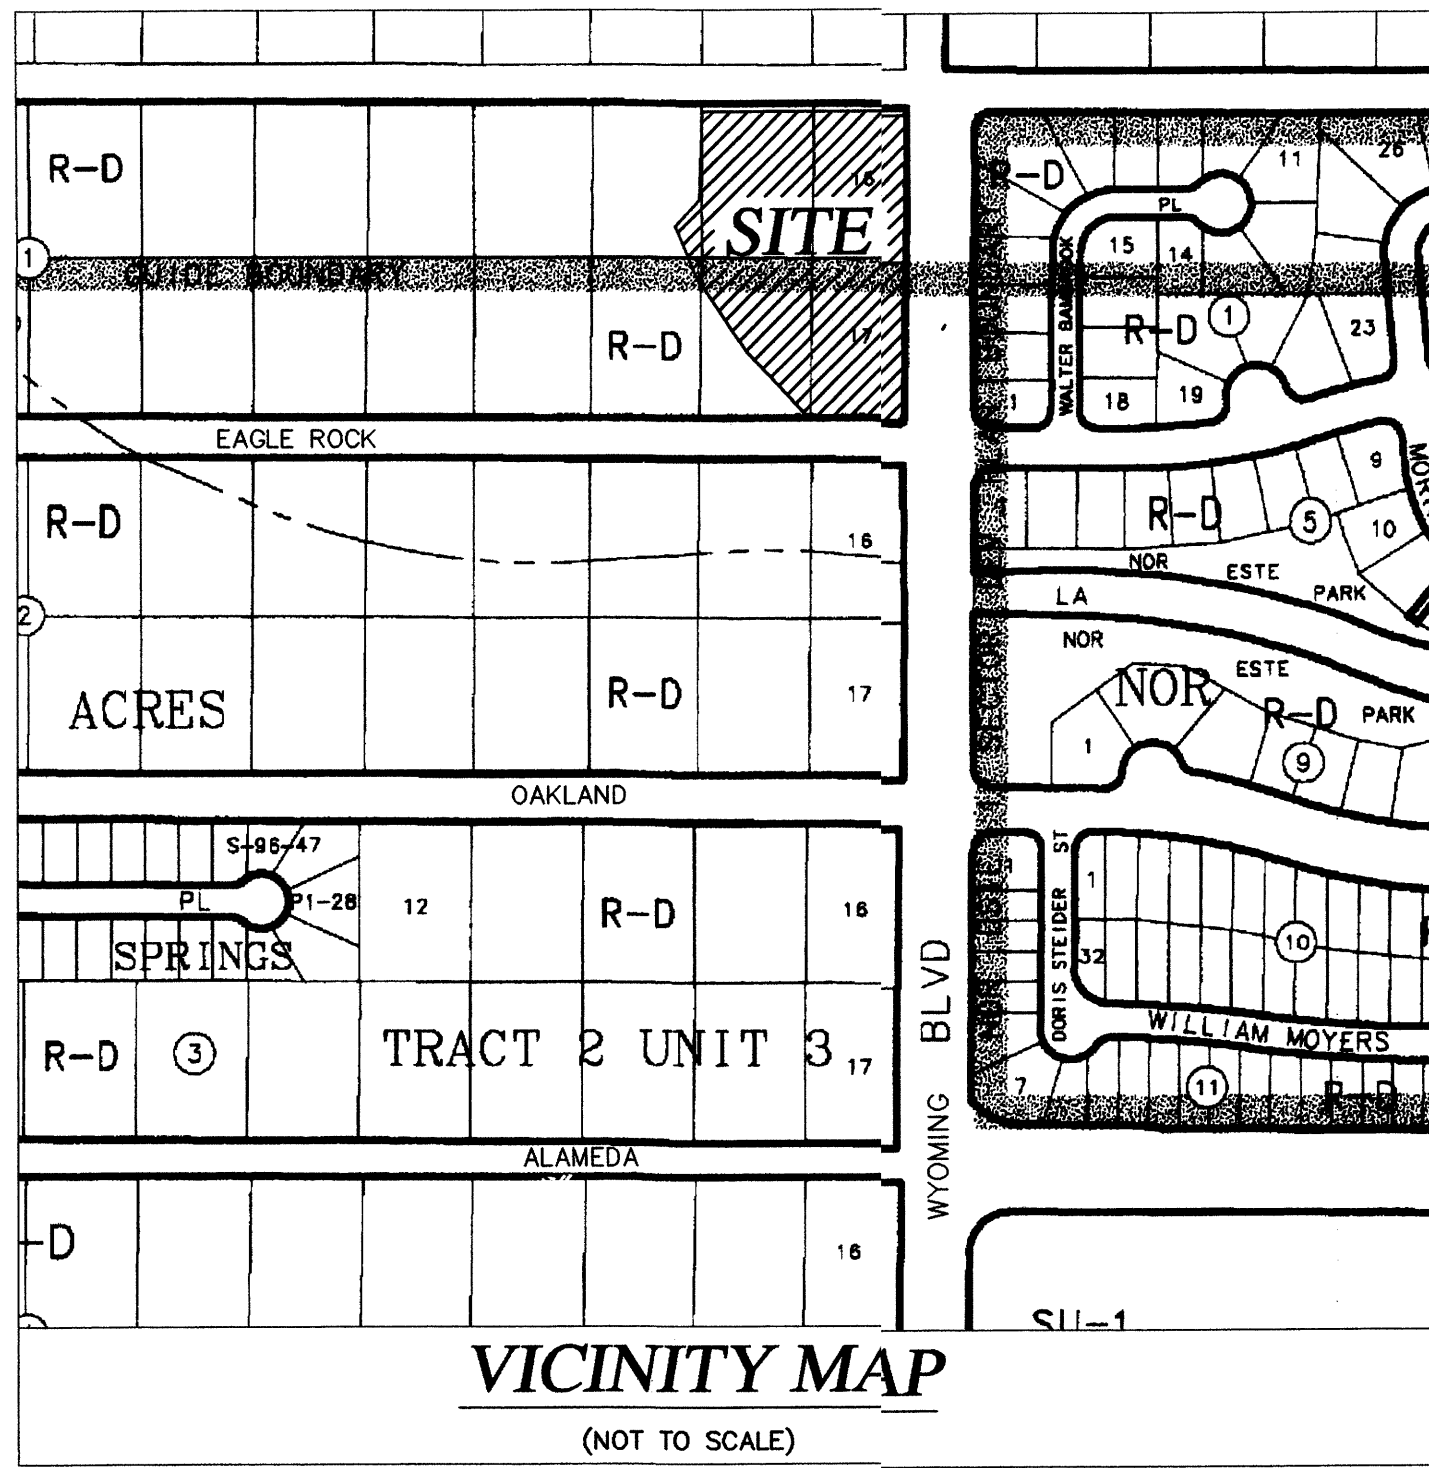 R-D
16
SITE
1
GUIDE BOUNDARY
R-D
17
EAGLE ROCK
R-D
16
2
ACRES
R-D
17
OAKLAND
S-96-47
PL
P1-28
12
R-D
16
SPRINGS
R-D
3
TRACT 2 UNIT 3
17
ALAMEDA
-D
16
WYOMING BLVD
R-D
11
26
PL
15
14
WALTER BAMBROOK
R-D
1
23
1
18
19
R-D
5
9
10
NOR ESTE PARK
LA
NOR ESTE PARK
NOR
R-D
1
9
1
DORIS STEIDER ST
1
32
10
WILLIAM MOYERS
7
11
R-D
SU-1
VICINITY MAP
(NOT TO SCALE)